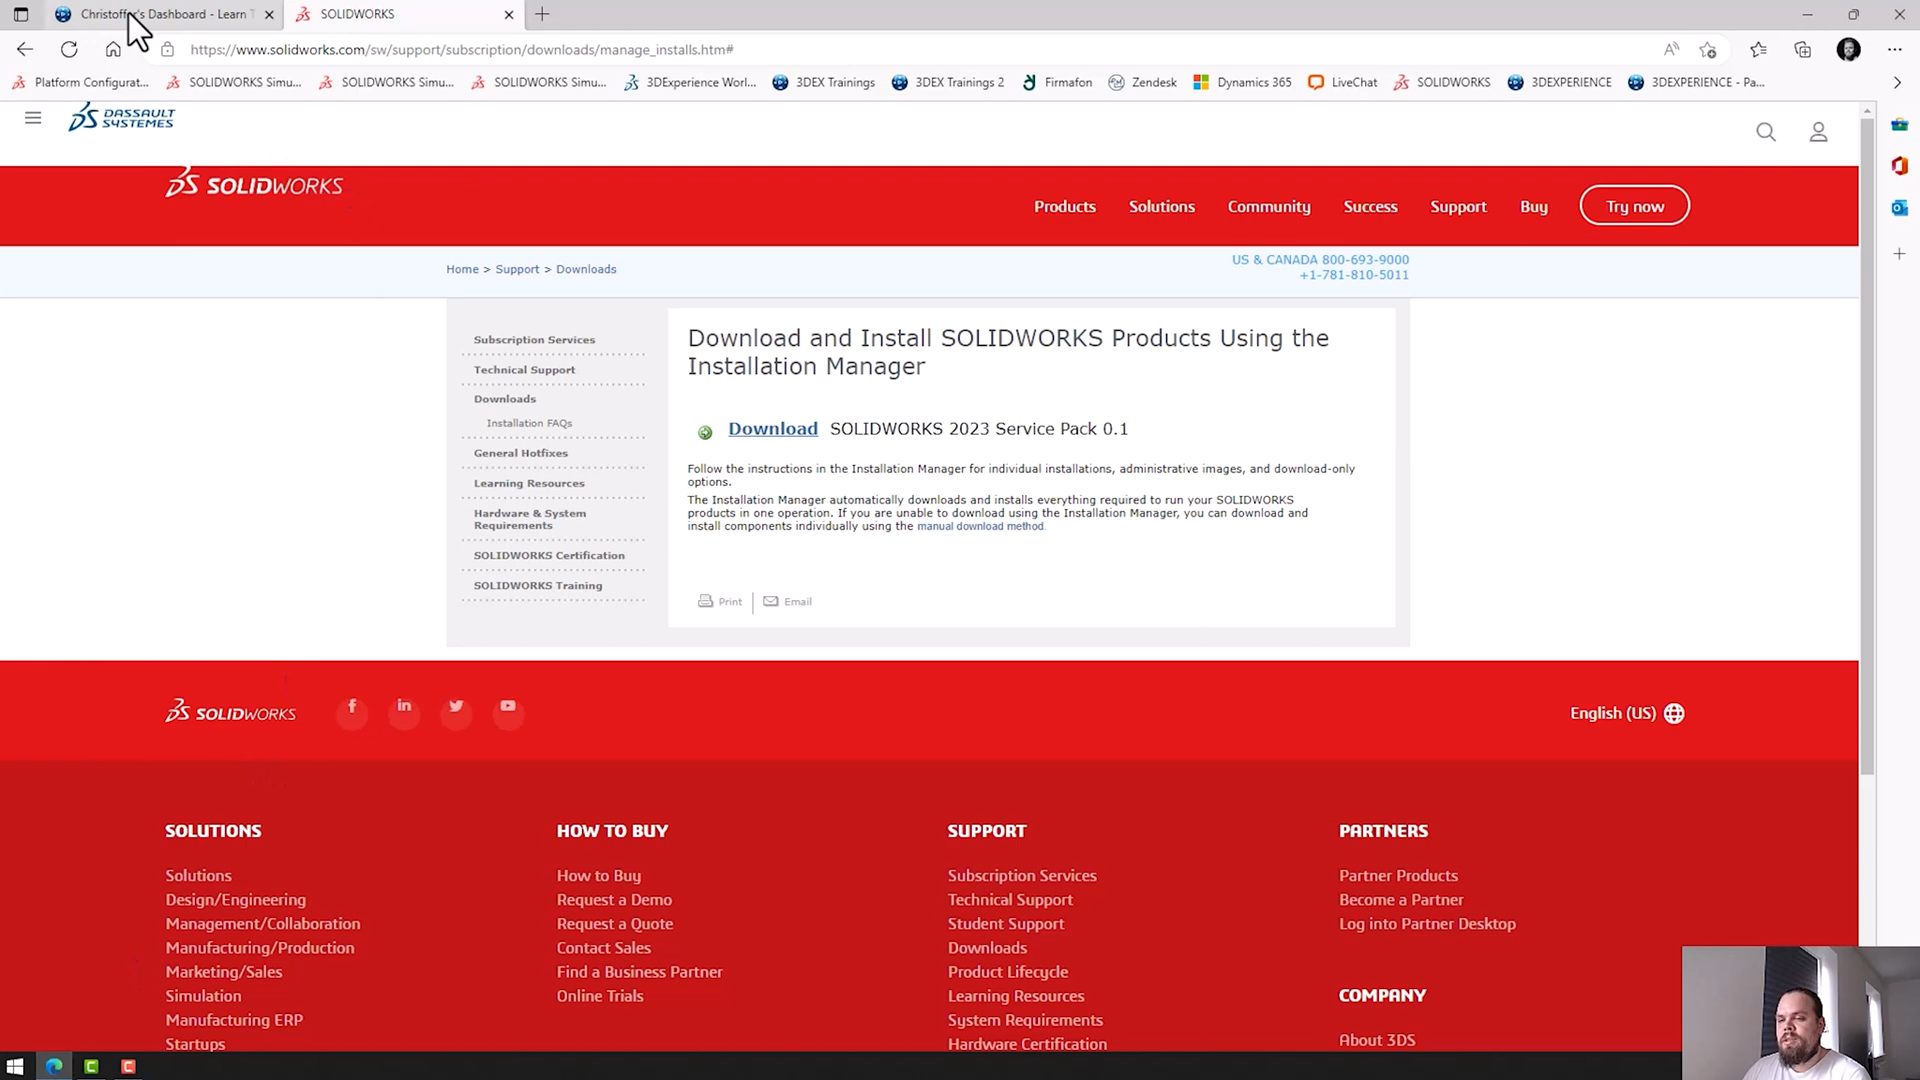 Christoffer's Dashboard - Learn T
SOLIDWORKS
https://www.solidworks.com/sw/support/subscription/downloads/manage_installs.htm#
Platform Configurat...
SOLIDWORKS Simu...
SOLIDWORKS Simu...
SOLIDWORKS Simu...
3DExperience Worl...
3DEX Trainings
3DEX Trainings 2
Firmafon
Zendesk
Dynamics 365
LiveChat
SOLIDWORKS
3DEXPERIENCE
3DEXPERIENCE - Pa...
DASSAULT
SYSTEMES
SOLIDWORKS
Products
Solutions
Community
Success
Support
Buy
Try now
Home > Support > Downloads
US & CANADA 800-693-9000
+1-781-810-5011
Subscription Services
Technical Support
Downloads
Installation FAQs
General Hotfixes
Learning Resources
Hardware & System
Requirements
SOLIDWORKS Certification
SOLIDWORKS Training
Download and Install SOLIDWORKS Products Using the
Installation Manager
Download SOLIDWORKS 2023 Service Pack 0.1
Follow the instructions in the Installation Manager for individual installations, administrative images, and download-only
options.
The Installation Manager automatically downloads and installs everything required to run your SOLIDWORKS
products in one operation. If you are unable to download using the Installation Manager, you can download and
install components individually using the manual download method.
Print
Email
SOLIDWORKS
English (US)
SOLUTIONS
Solutions
Design/Engineering
Management/Collaboration
Manufacturing/Production
Marketing/Sales
Simulation
Manufacturing ERP
Startups
HOW TO BUY
How to Buy
Request a Demo
Request a Quote
Contact Sales
Find a Business Partner
Online Trials
SUPPORT
Subscription Services
Technical Support
Student Support
Downloads
Product Lifecycle
Learning Resources
System Requirements
Hardware Certification
PARTNERS
Partner Products
Become a Partner
Log into Partner Desktop
COMPANY
About 3DS